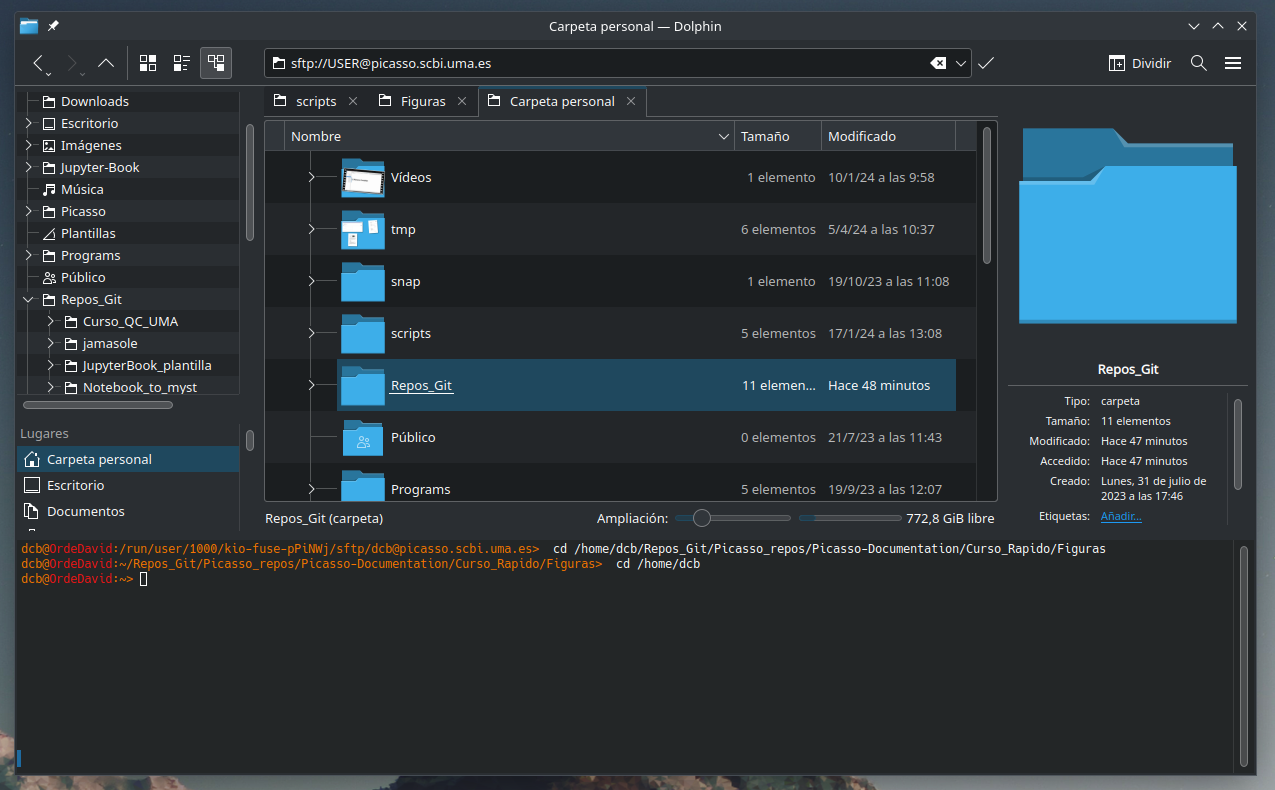 Carpeta personal — Dolphin
sftp://USER@picasso.scbi.uma.es
Dividir
Downloads
Escritorio
Imágenes
Jupyter-Book
Música
Picasso
Plantillas
Programs
Público
Repos_Git
Curso_QC_UMA
jamasole
JupyterBook_plantilla
Notebook_to_myst
Lugares
Carpeta personal
Escritorio
Documentos
scripts Figuras Carpeta personal
Nombre Tamaño Modificado
Vídeos 1 elemento 10/1/24 a las 9:58
tmp 6 elementos 5/4/24 a las 10:37
snap 1 elemento 19/10/23 a las 11:08
scripts 5 elementos 17/1/24 a las 13:08
Repos_Git 11 elemen... Hace 48 minutos
Público 0 elementos 21/7/23 a las 11:43
Programs 5 elementos 19/9/23 a las 12:07
Repos_Git (carpeta) Ampliación: 772,8 GiB libre
Repos_Git
Tipo: carpeta
Tamaño: 11 elementos
Modificado: Hace 47 minutos
Accedido: Hace 47 minutos
Creado: Lunes, 31 de julio de
2023 a las 17:46
Etiquetas: Añadir...
dcb@OrdeDavid:/run/user/1000/kio-fuse-pPiNWj/sftp/dcb@picasso.scbi.uma.es> cd /home/dcb/Repos_Git/Picasso_repos/Picasso-Documentation/Curso_Rapido/Figuras
dcb@OrdeDavid:~/Repos_Git/Picasso_repos/Picasso-Documentation/Curso_Rapido/Figuras> cd /home/dcb
dcb@OrdeDavid:~>